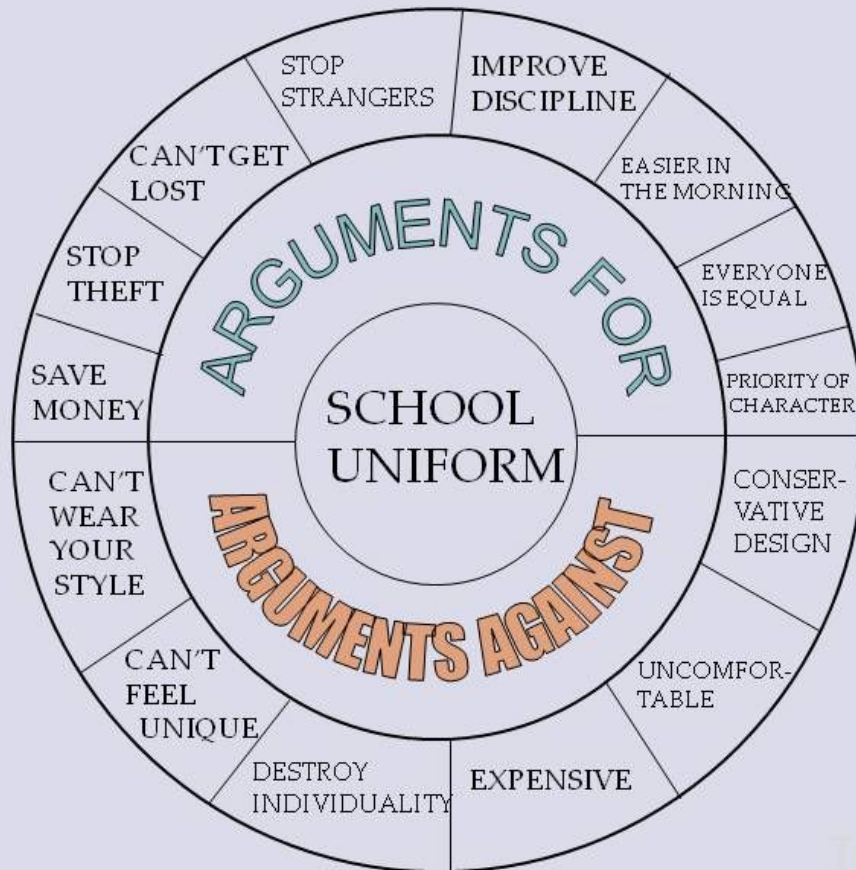 STOP
STRANGERS
IMPROVE
DISCIPLINE
CAN'T GET
LOST
EASIER IN
THE MORNING
STOP
THEFT
EVERYONE
IS EQUAL
SAVE
MONEY
PRIORITY OF
CHARACTER
ARGUMENTS FOR
SCHOOL
UNIFORM
ARGUMENTS AGAINST
CAN'T
WEAR
YOUR
STYLE
CONSER-
VATIVE
DESIGN
CAN'T
FEEL
UNIQUE
UNCOMFOR-
TABLE
DESTROY
INDIVIDUALITY
EXPENSIVE